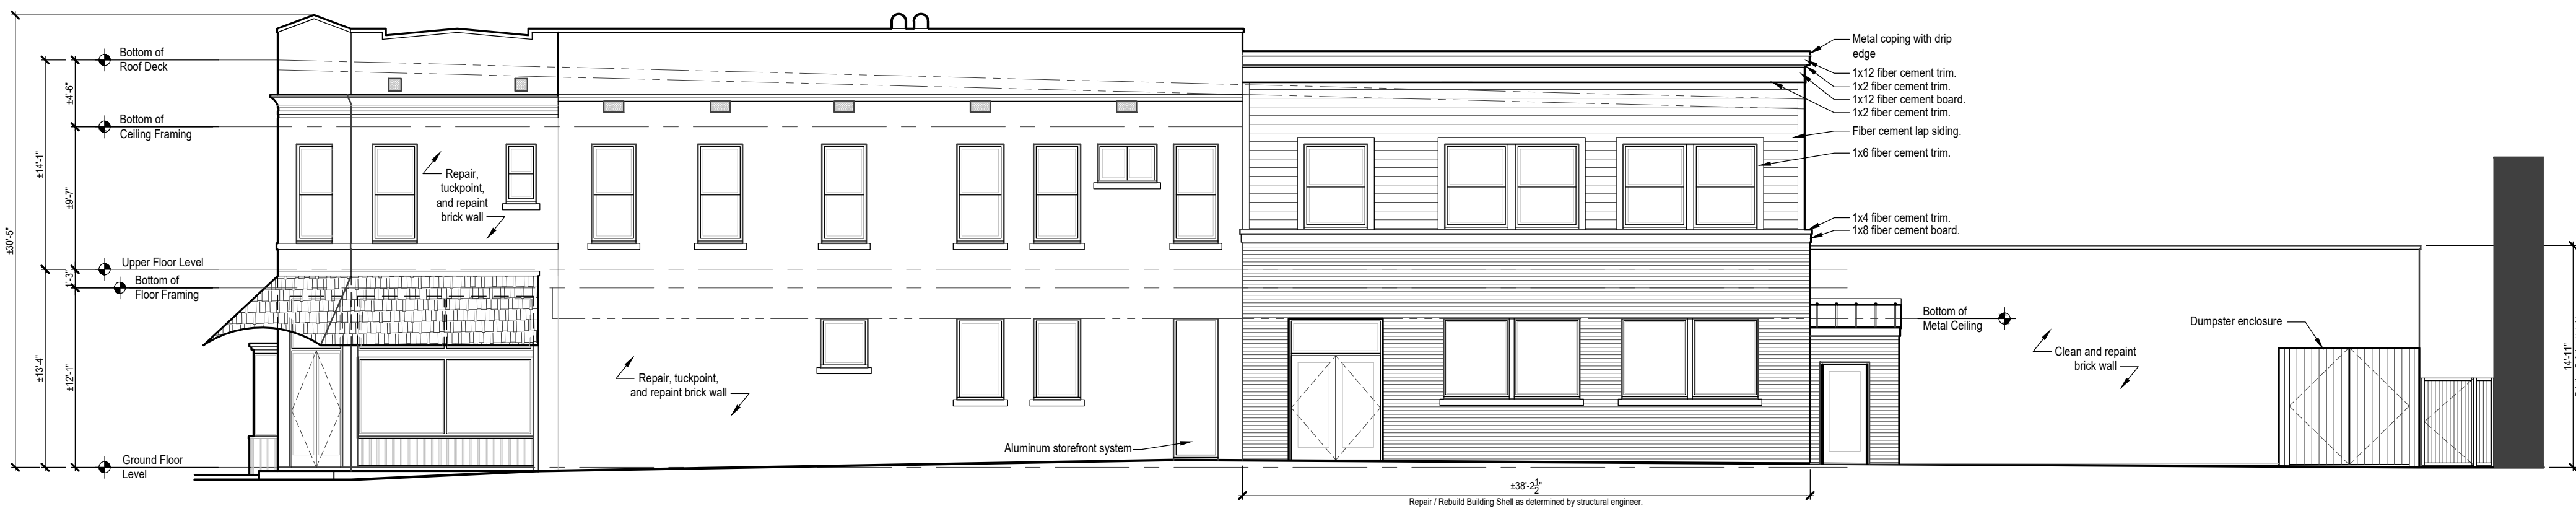 Bottom of
Roof Deck
±4'-6"
Bottom of
Ceiling Framing
±14'-1"
±9'-7"
±30'-5"
Upper Floor Level
1'-3"
Bottom of
Floor Framing
±13'-4"
±12'-1"
Ground Floor
Level
Repair,
tuckpoint,
and repaint
brick wall
Repair, tuckpoint,
and repaint brick wall
Aluminum storefront system
Metal coping with drip
edge
1x12 fiber cement trim.
1x2 fiber cement trim.
1x12 fiber cement board.
1x2 fiber cement trim.
Fiber cement lap siding.
1x6 fiber cement trim.
1x4 fiber cement trim.
1x8 fiber cement board.
Bottom of
Metal Ceiling
Clean and repaint
brick wall
Dumpster enclosure
14'-11"
±38'-2½"
Repair / Rebuild Building Shell as determined by structural engineer.